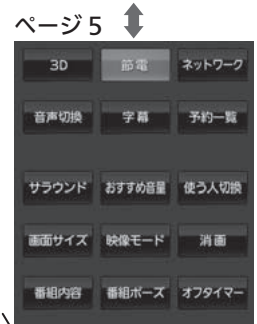 ページ 5
3D 節電 ネットワーク
音声切換 字幕 予約一覧
サラウンド おすすめ音量 使う人切換
画面サイズ 映像モード 消画
番組内容 番組ポーズ オフタイマー